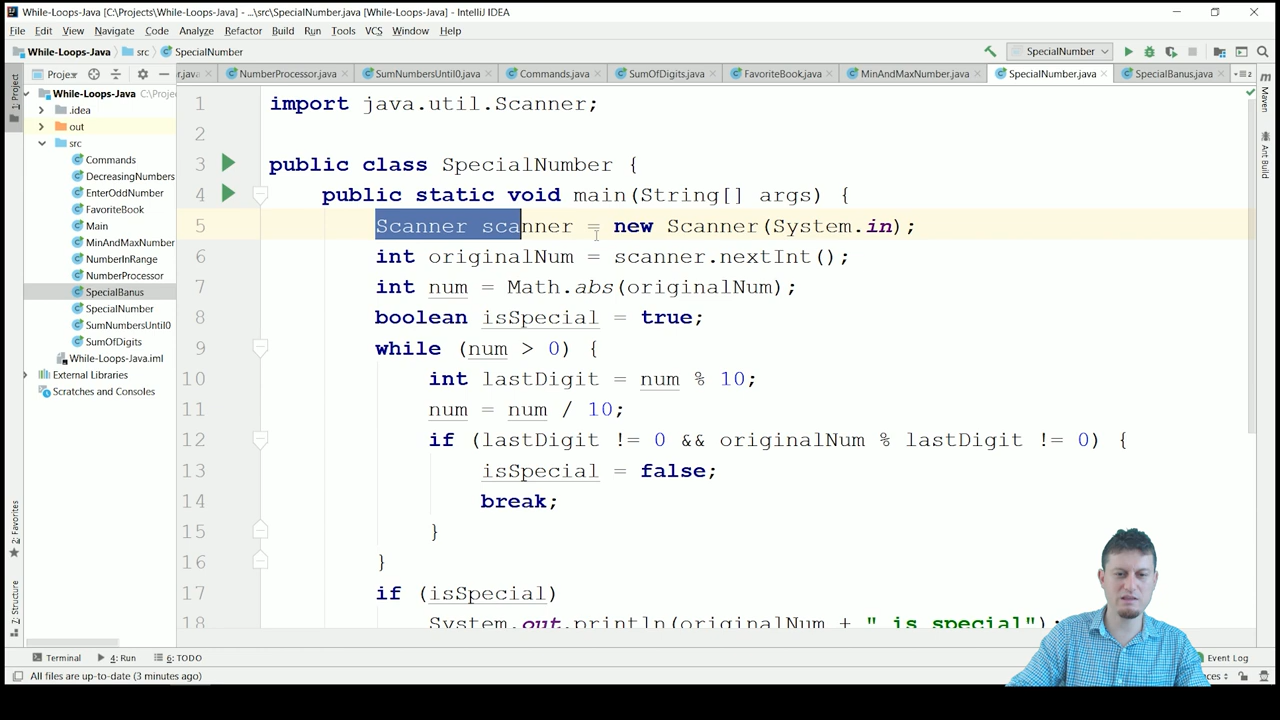 While-Loops-Java [C:\Projects\While-Loops-Java] - ...\src\SpecialNumber.java [While-Loops-Java] - IntelliJ IDEA
File Edit View Navigate Code Analyze Refactor Build Run Tools VCS Window Help
While-Loops-Java src SpecialNumber SpecialNumber
Project r.java NumberProcessor.java SumNumbersUntil0.java Commands.java SumOfDigits.java FavoriteBook.java MinAndMaxNumber.java SpecialNumber.java SpecialBanus.java
1: Project
2: Favorites
Z: Structure
Maven
Ant Build
While-Loops-Java C:\Projec
.idea
out
src
Commands
DecreasingNumbers
EnterOddNumber
FavoriteBook
Main
MinAndMaxNumber
NumberInRange
NumberProcessor
SpecialBanus
SpecialNumber
SumNumbersUntil0
SumOfDigits
While-Loops-Java.iml
External Libraries
Scratches and Consoles
1 import java.util.Scanner;
2
3 public class SpecialNumber {
4 public static void main(String[] args) {
5 Scanner scanner = new Scanner(System.in);
6 int originalNum = scanner.nextInt();
7 int num = Math.abs(originalNum);
8 boolean isSpecial = true;
9 while (num > 0) {
10 int lastDigit = num % 10;
11 num = num / 10;
12 if (lastDigit != 0 && originalNum % lastDigit != 0) {
13 isSpecial = false;
14 break;
15 }
16 }
17 if (isSpecial)
18 System.out.println(originalNum + " is special");
Terminal 4: Run 6: TODO Event Log
All files are up-to-date (3 minutes ago) ces